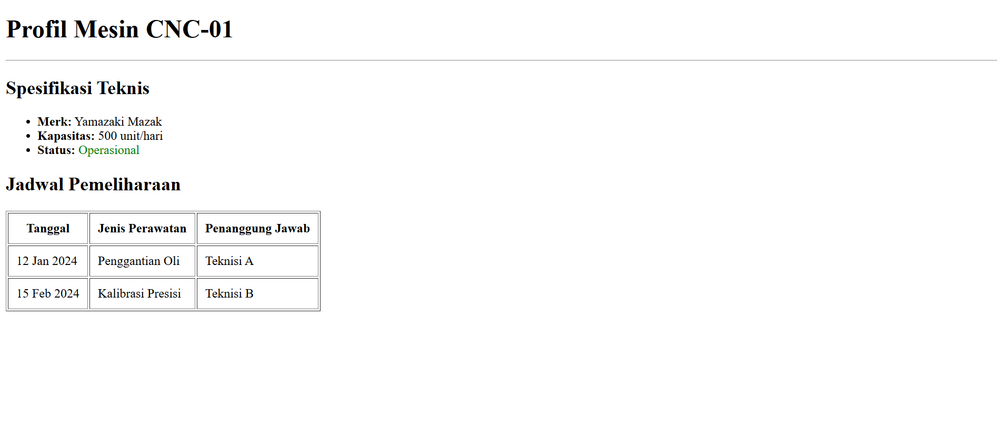 Profil Mesin CNC-01
Spesifikasi Teknis
Merk: Yamazaki Mazak
Kapasitas: 500 unit/hari
Status: Operasional
Jadwal Pemeliharaan
Tanggal Jenis Perawatan Penanggung Jawab
12 Jan 2024 Penggantian Oli Teknisi A
15 Feb 2024 Kalibrasi Presisi Teknisi B